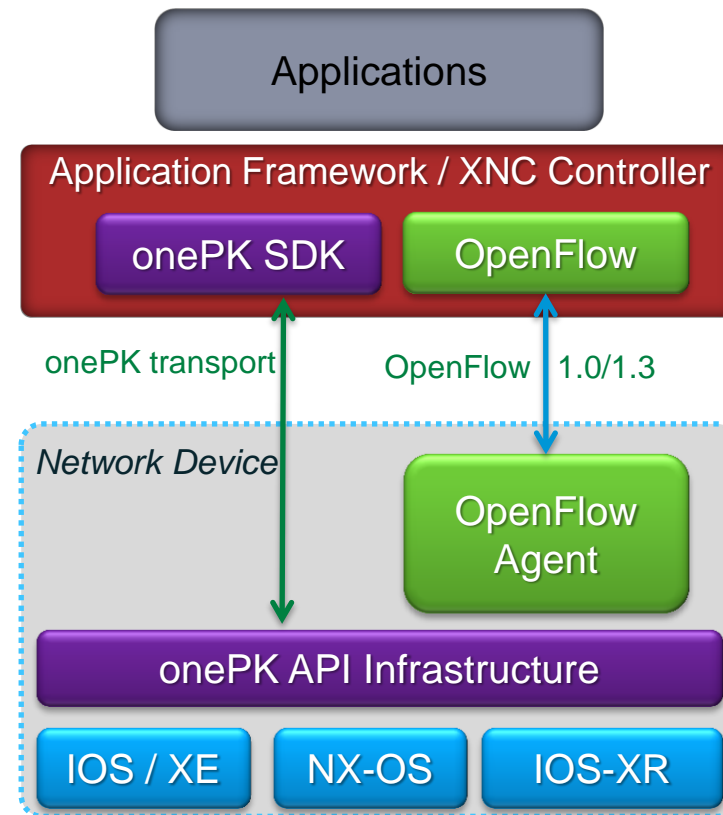 Applications
Application Framework / XNC Controller
onePK SDK
OpenFlow
onePK transport
OpenFlow 1.0/1.3
Network Device
OpenFlow
Agent
onePK API Infrastructure
IOS / XE
NX-OS
IOS-XR